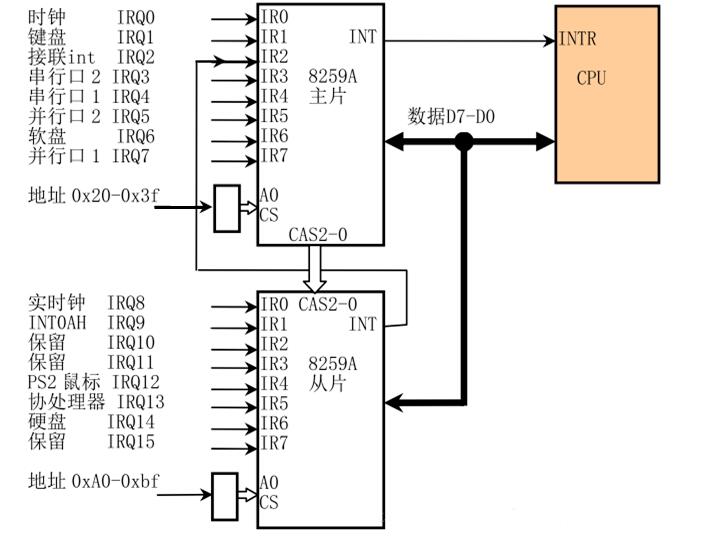 时钟 IRQ0 IR0
键盘 IRQ1 IR1 INT INTR
接联int IRQ2 IR2
串行口 2 IRQ3 IR3 8259A CPU
串行口 1 IRQ4 IR4 主片
并行口 2 IRQ5 IR5 数据D7-D0
软盘 IRQ6 IR6
并行口 1 IRQ7 IR7
地址 0x20-0x3f A0
CS
CAS2-0
实时钟 IRQ8 IR0 CAS2-0
INT0AH IRQ9 IR1 INT
保留 IRQ10 IR2
保留 IRQ11 IR3 8259A
PS2 鼠标 IRQ12 IR4 从片
协处理器 IRQ13 IR5
硬盘 IRQ14 IR6
保留 IRQ15 IR7
地址 0xA0-0xbf A0
CS